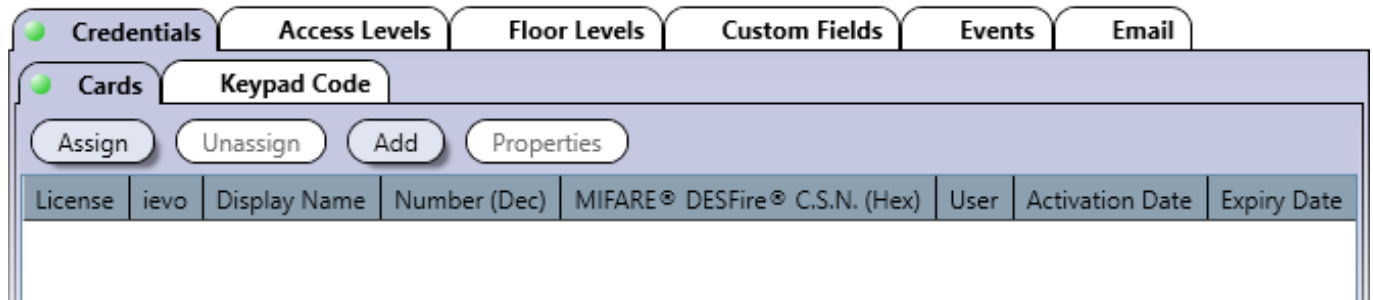 Credentials Access Levels Floor Levels Custom Fields Events Email
Cards Keypad Code
Assign Unassign Add Properties
License ievo Display Name Number (Dec) MIFARE® DESFire® C.S.N. (Hex) User Activation Date Expiry Date